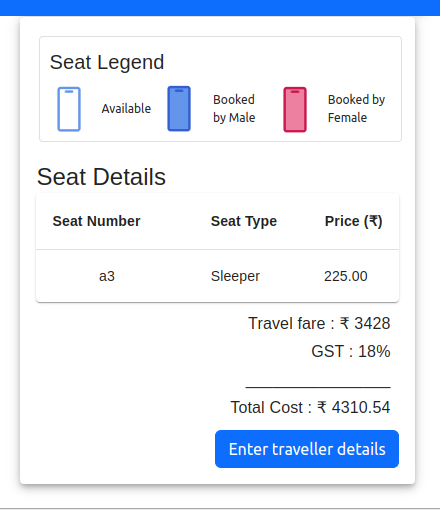 Seat Legend
Available
Booked
by Male
Booked by
Female
Seat Details
Seat Number Seat Type Price (₹)
a3 Sleeper 225.00
Travel fare : ₹ 3428
GST : 18%
Total Cost : ₹ 4310.54
Enter traveller details